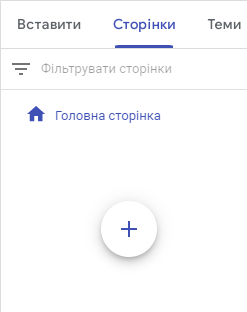 Вставити Сторінки Теми
Фільтрувати сторінки
Головна сторінка